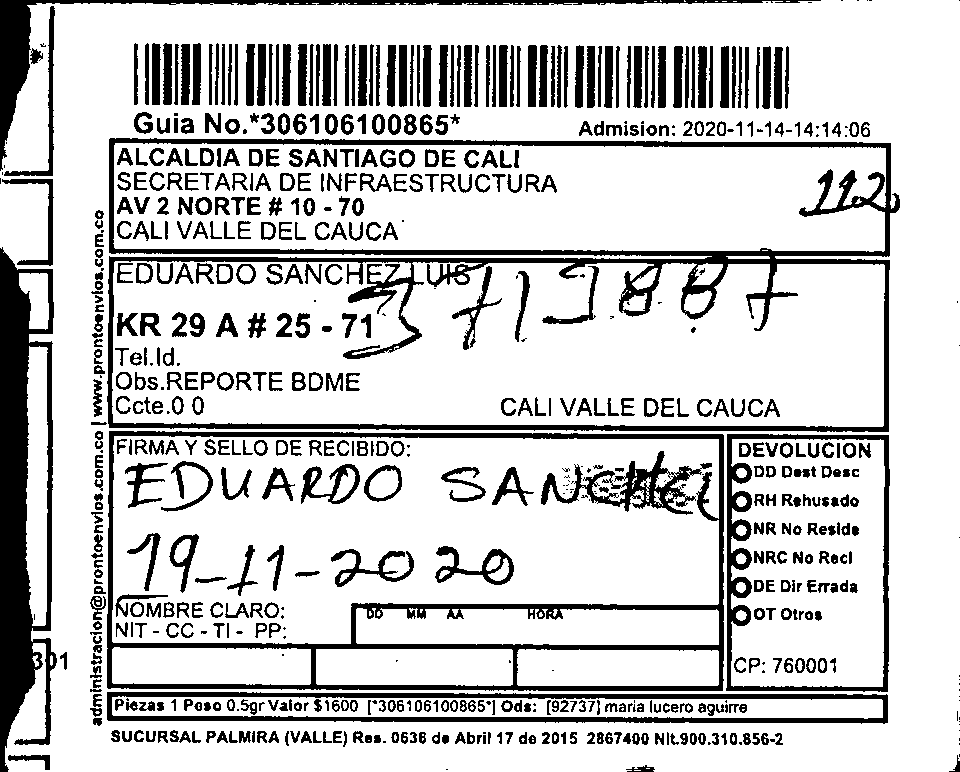 Guia No.*306106100865*
Admision: 2020-11-14-14:14:06
ALCALDIA DE SANTIAGO DE CALI
SECRETARIA DE INFRAESTRUCTURA
AV 2 NORTE # 10 - 70
CALI VALLE DEL CAUCA
112
EDUARDO SANCHEZ LUIS
3719887
KR 29 A # 25 - 71
Tel.Id.
Obs.REPORTE BDME
Ccte.0 0
CALI VALLE DEL CAUCA
administracion@prontoenvios.com.co | www.prontoenvios.com.co
FIRMA Y SELLO DE RECIBIDO:
EDUARDO SANCHEZ
19-11-2020
NOMBRE CLARO:
NIT - CC - TI - PP:
DD MM AA HORA
DEVOLUCION
DD Dest Desc
RH Rehusado
NR No Reside
NRC No Recl
DE Dir Errada
OT Otros
CP: 760001
301
Piezas 1 Peso 0.5gr Valor $1600 [*306106100865*] Ods: [92737] maria lucero aguirre
SUCURSAL PALMIRA (VALLE) Res. 0636 de Abril 17 de 2015 2867400 Nit.900.310.856-2